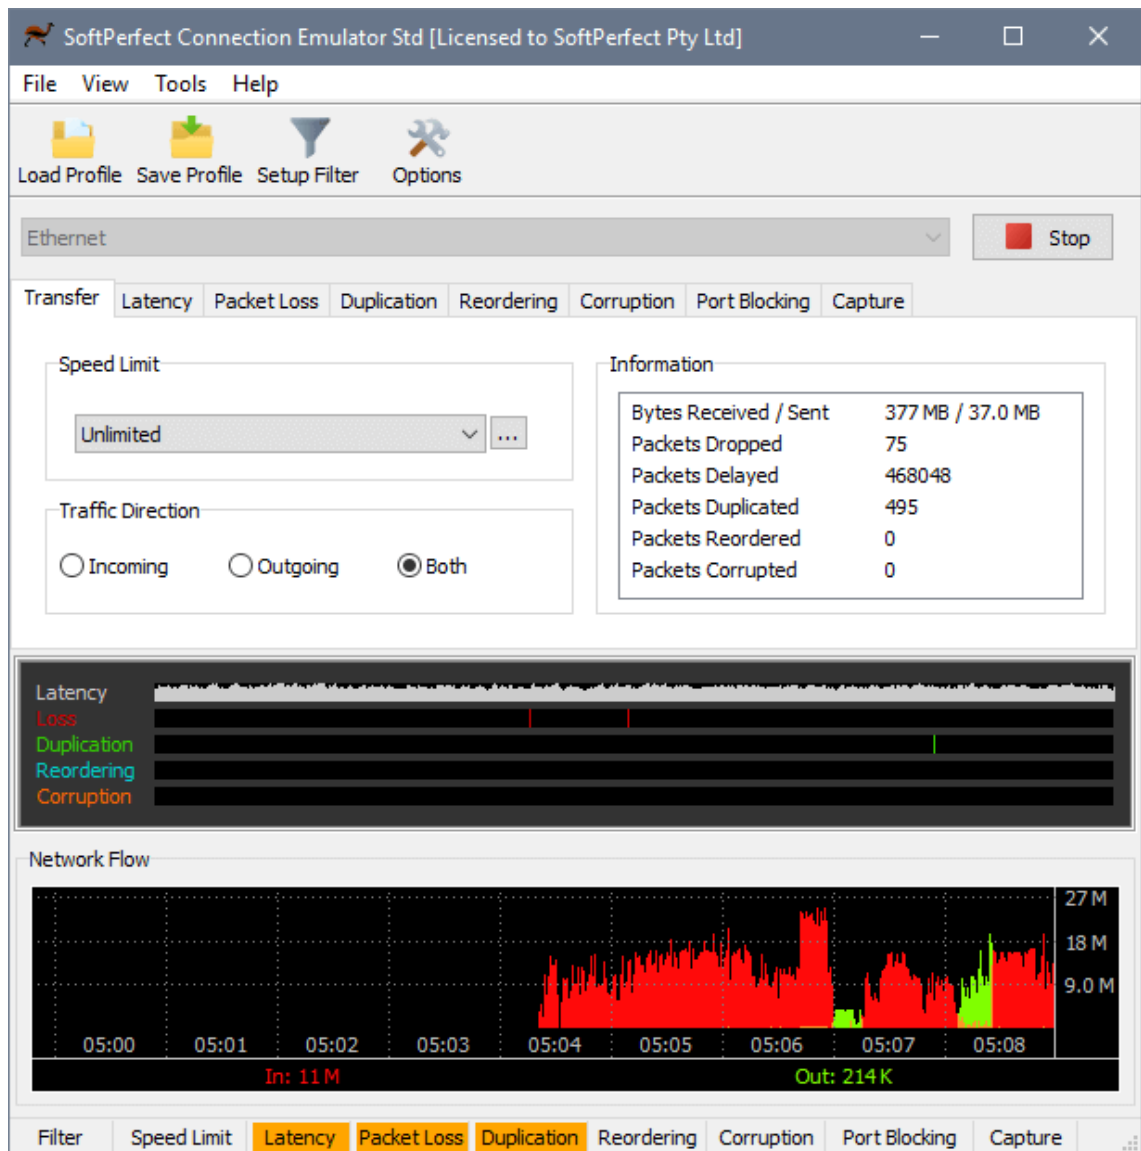 SoftPerfect Connection Emulator Std [Licensed to SoftPerfect Pty Ltd]
File View Tools Help
Load Profile Save Profile Setup Filter Options
Ethernet
Stop
Transfer Latency Packet Loss Duplication Reordering Corruption Port Blocking Capture
Speed Limit
Unlimited
...
Traffic Direction
Incoming Outgoing Both
Information
Bytes Received / Sent 377 MB / 37.0 MB
Packets Dropped 75
Packets Delayed 468048
Packets Duplicated 495
Packets Reordered 0
Packets Corrupted 0
Latency
Loss
Duplication
Reordering
Corruption
Network Flow
27 M
18 M
9.0 M
05:00 05:01 05:02 05:03 05:04 05:05 05:06 05:07 05:08
In: 11 M Out: 214 K
Filter Speed Limit Latency Packet Loss Duplication Reordering Corruption Port Blocking Capture